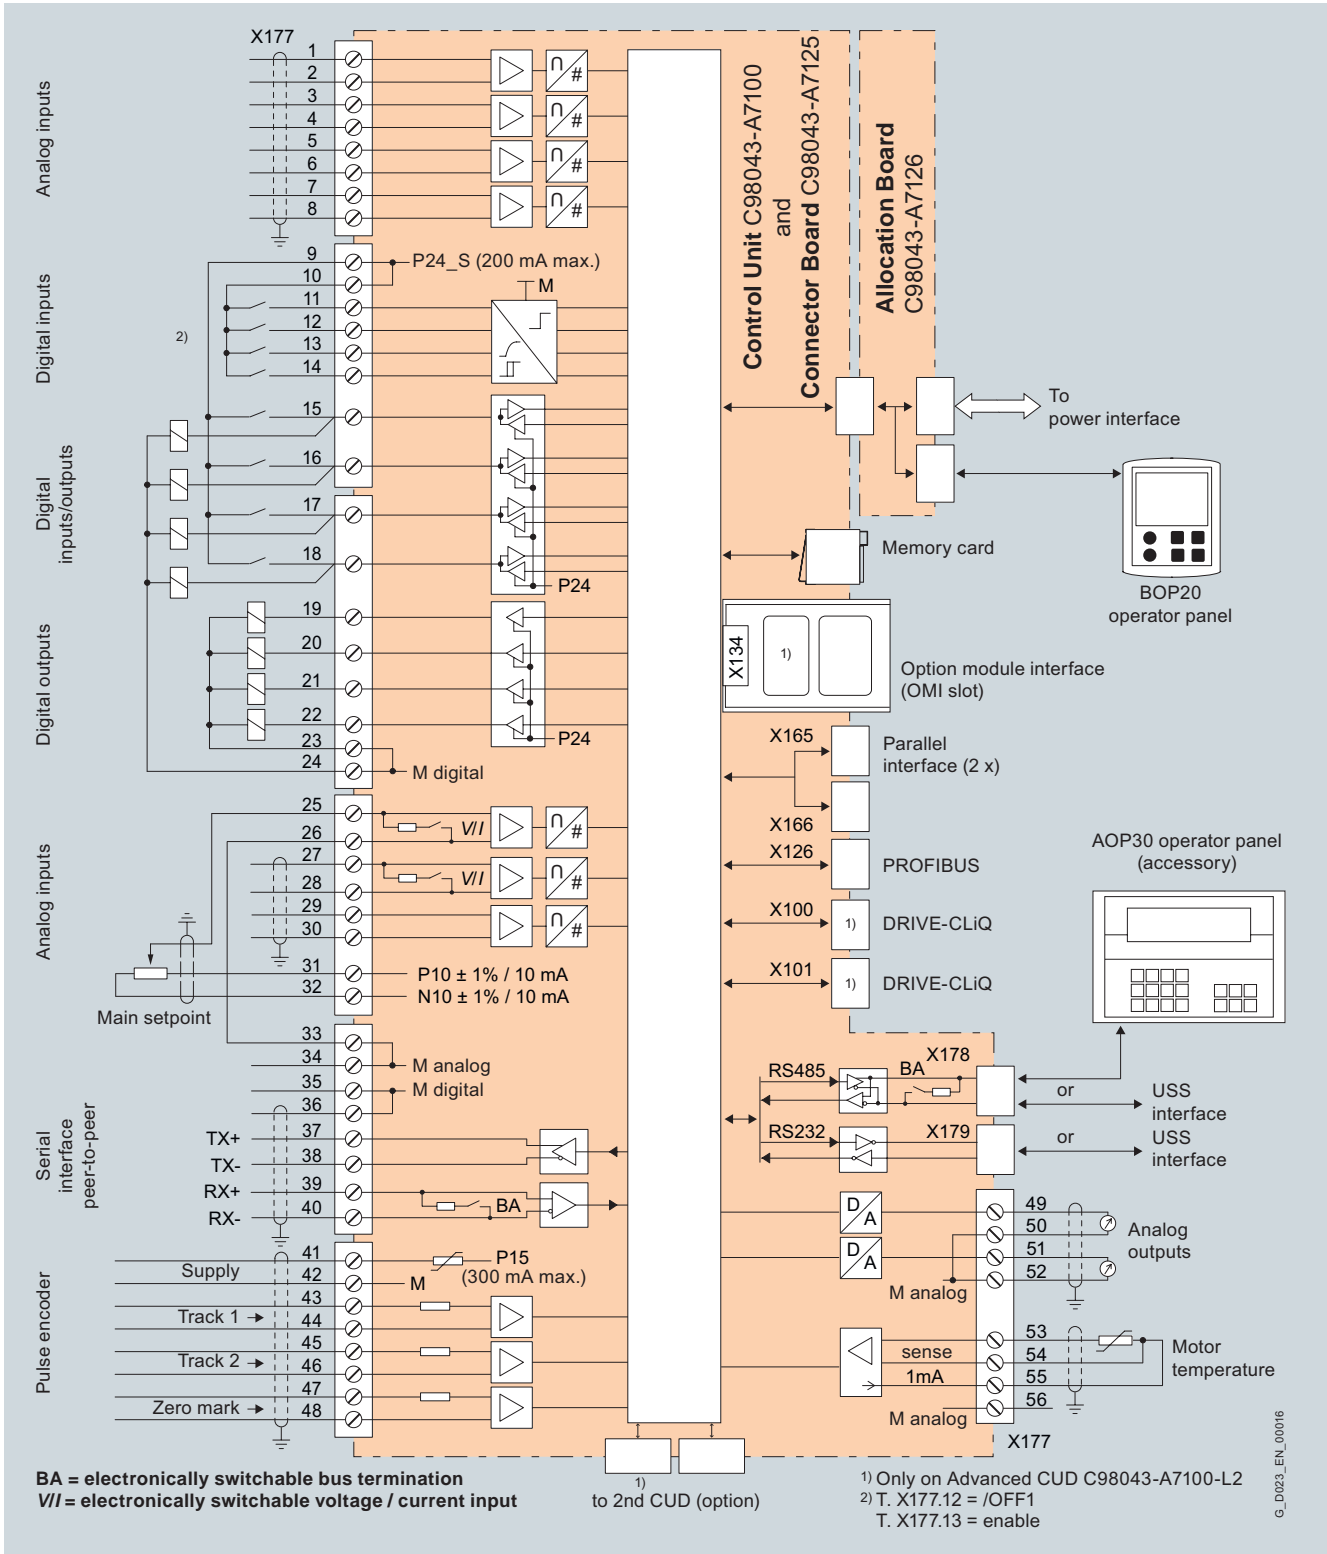 X177
Analog inputs
1
2
3
4
5
6
7
8
∩
#
∩
#
∩
#
∩
#
Digital inputs
9
10
11
12
13
14
2)
P24_S (200 mA max.)
M
Digital
inputs/outputs
15
16
17
18
P24
Digital outputs
19
20
21
22
23
24
P24
M digital
Analog inputs
25
26
27
28
29
30
31
32
V/I
V/I
∩
#
∩
#
∩
#
P10 ± 1% / 10 mA
N10 ± 1% / 10 mA
Main setpoint
33
34
35
36
M analog
M digital
Serial
interface
peer-to-peer
TX+ 37
TX- 38
RX+ 39
RX- 40
BA
Pulse encoder
41
Supply
42
43
Track 1
44
45
Track 2
46
47
Zero mark
48
P15
(300 mA max.)
M
Control Unit C98043-A7100
and
Connector Board C98043-A7125
Allocation Board
C98043-A7126
To
power interface
BOP20
operator panel
Memory card
X134
1)
Option module interface
(OMI slot)
X165
Parallel
interface (2 x)
X166
X126
PROFIBUS
X100
1)
DRIVE-CLiQ
X101
1)
DRIVE-CLiQ
AOP30 operator panel
(accessory)
RS485
BA
X178
or
USS
interface
RS232
X179
or
USS
interface
D
A
D
A
49
50
51
52
Analog
outputs
M analog
53
54
55
56
sense
1mA
M analog
Motor
temperature
X177
1)
to 2nd CUD (option)
BA = electronically switchable bus termination
V/I = electronically switchable voltage / current input
1) Only on Advanced CUD C98043-A7100-L2
2) T. X177.12 = /OFF1
T. X177.13 = enable
G_D023_EN_00016